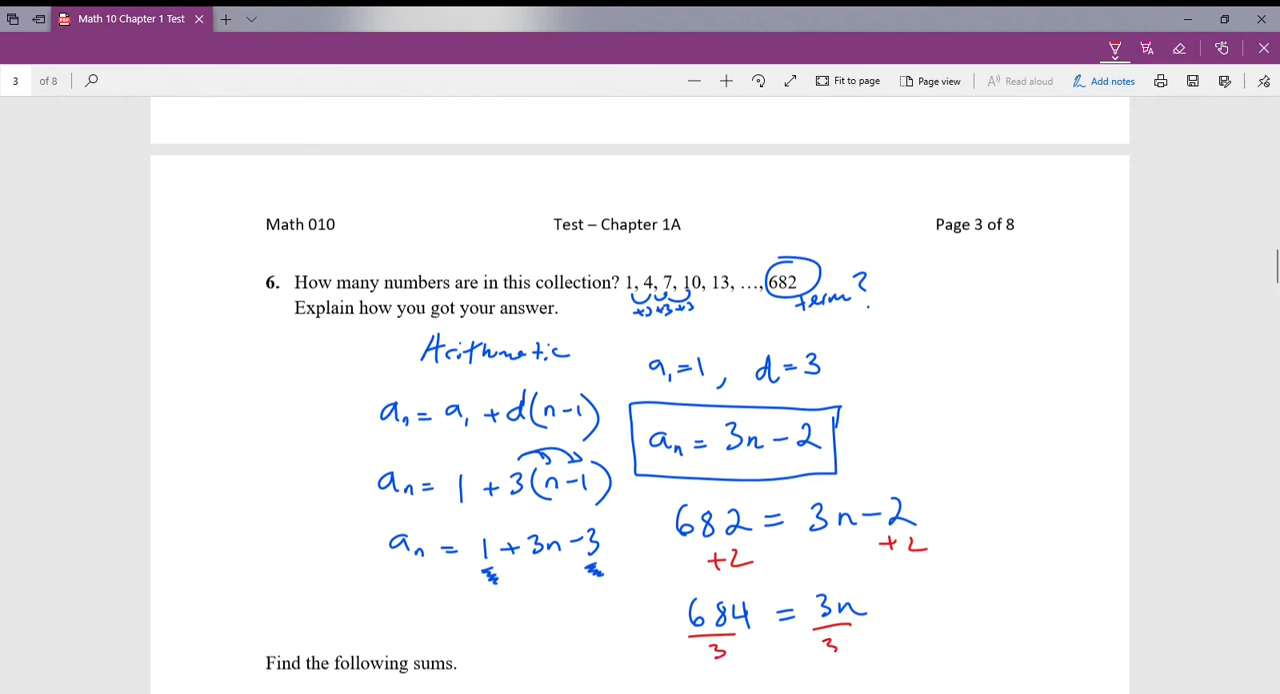 Math 10 Chapter 1 Test
3 of 8
Fit to page
Page view
Read aloud
Add notes
Math 010 Test – Chapter 1A Page 3 of 8
6. How many numbers are in this collection? 1, 4, 7, 10, 13, …, 682
term?
+3 +3 +3
Explain how you got your answer.
Arithmetic
a₁=1, d=3
aₙ = a₁ + d(n-1)
aₙ = 3n - 2
aₙ = 1 + 3(n-1)
682 = 3n - 2
+2 +2
aₙ = 1 + 3n - 3
684 = 3n
3 3
Find the following sums.